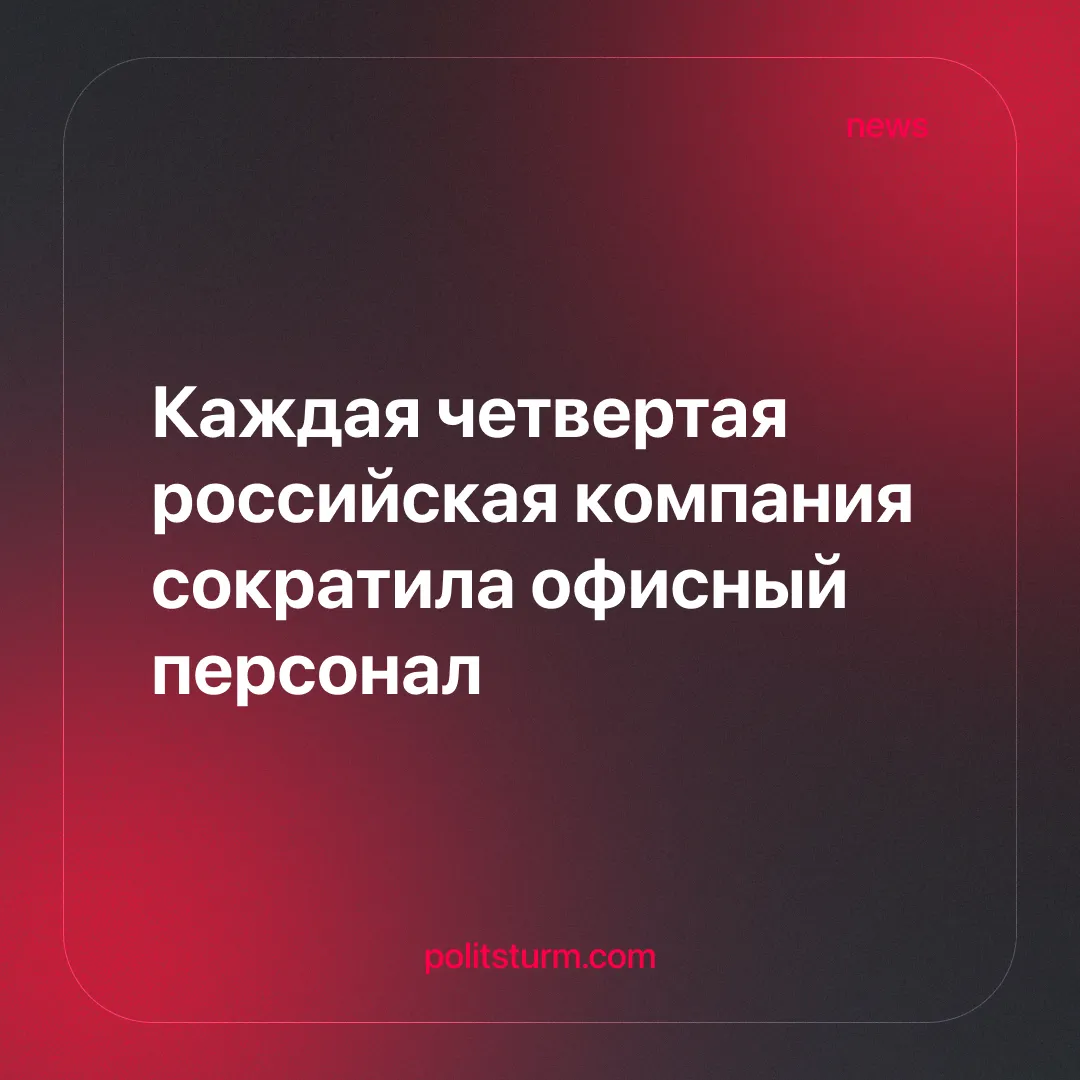 news
Каждая четвертая
российская компания
сократила офисный
персонал
politsturm.com